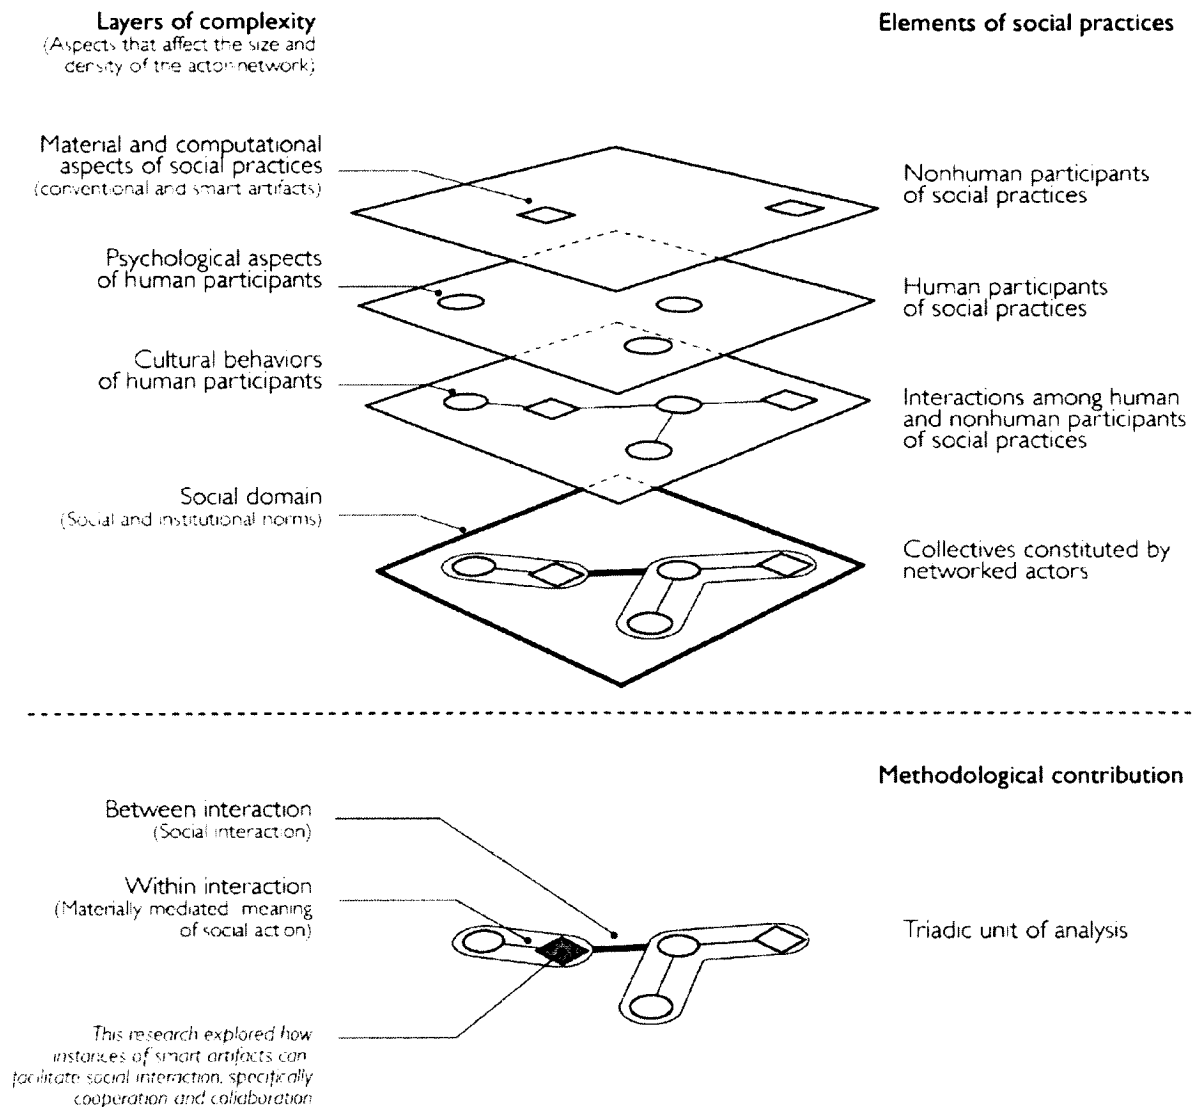 Layers of complexity
(Aspects that affect the size and
density of the actor-network)
Elements of social practices
Material and computational
aspects of social practices
(conventional and smart artifacts)
Nonhuman participants
of social practices
Psychological aspects
of human participants
Human participants
of social practices
Cultural behaviors
of human participants
Interactions among human
and nonhuman participants
of social practices
Social domain
(Social and institutional norms)
Collectives constituted by
networked actors
Methodological contribution
Between interaction
(Social interaction)
Within interaction
(Materially mediated meaning
of social action)
Triadic unit of analysis
This research explored how
instances of smart artifacts can
facilitate social interaction, specifically
cooperation and collaboration